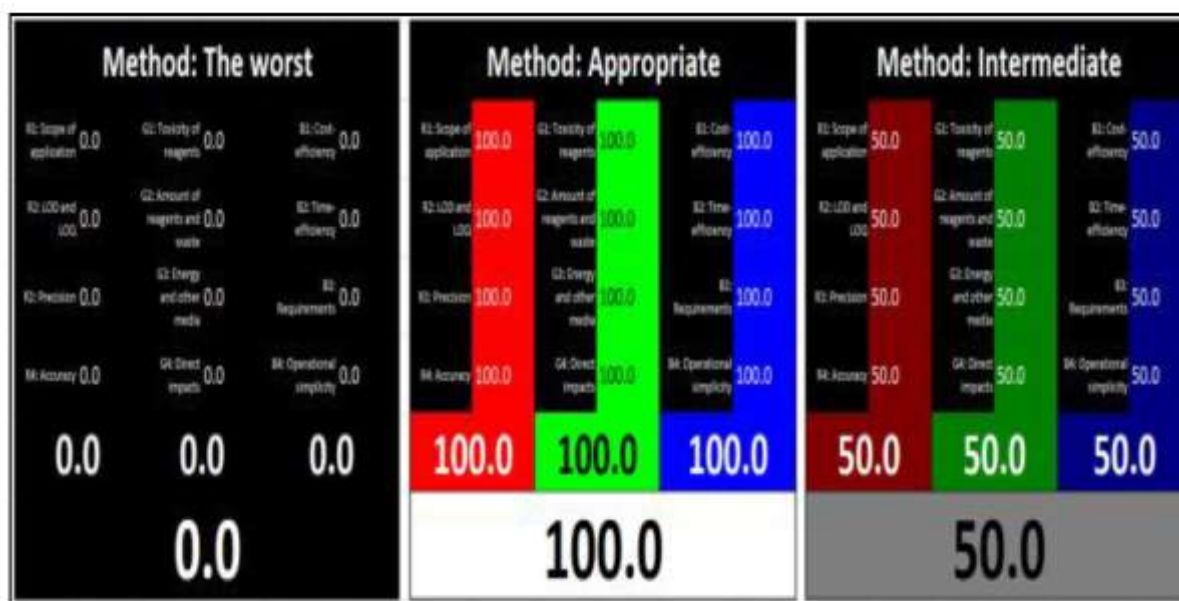 Method: The worst
R1: Scope of
application 0.0
R2: LOD and
LOQ 0.0
R3: Precision 0.0
R4: Accuracy 0.0
0.0
G1: Toxicity of
reagents 0.0
G2: Amount of
reagents and 0.0
waste
G3: Energy
and other 0.0
media
G4: Direct
impacts 0.0
0.0
B1: Cost-
efficiency 0.0
B2: Time-
efficiency 0.0
B3:
Requirements 0.0
B4: Operational
simplicity 0.0
0.0
0.0
Method: Appropriate
R1: Scope of
application 100.0
R2: LOD and
LOQ 100.0
R3: Precision 100.0
R4: Accuracy 100.0
100.0
G1: Toxicity of
reagents 100.0
G2: Amount of
reagents and 100.0
waste
G3: Energy
and other 100.0
media
G4: Direct
impacts 100.0
100.0
B1: Cost-
efficiency 100.0
B2: Time-
efficiency 100.0
B3:
Requirements 100.0
B4: Operational
simplicity 100.0
100.0
100.0
Method: Intermediate
R1: Scope of
application 50.0
R2: LOD and
LOQ 50.0
R3: Precision 50.0
R4: Accuracy 50.0
50.0
G1: Toxicity of
reagents 50.0
G2: Amount of
reagents and 50.0
waste
G3: Energy
and other 50.0
media
G4: Direct
impacts 50.0
50.0
B1: Cost-
efficiency 50.0
B2: Time-
efficiency 50.0
B3:
Requirements 50.0
B4: Operational
simplicity 50.0
50.0
50.0